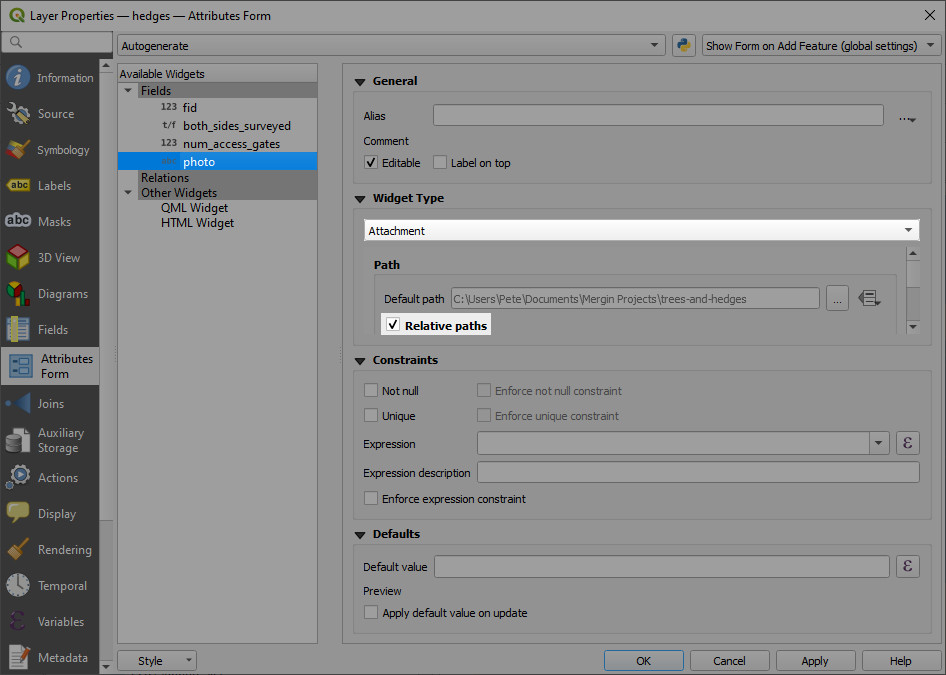 Layer Properties — hedges — Attributes Form
Autogenerate
Show Form on Add Feature (global settings)
Information
Source
Symbology
abc Labels
abc Masks
3D View
Diagrams
Fields
Attributes
Form
Joins
Auxiliary
Storage
Actions
Display
Rendering
Temporal
Variables
Metadata
Available Widgets
Fields
123 fid
t/f both_sides_surveyed
123 num_access_gates
photo
Relations
Other Widgets
QML Widget
HTML Widget
Style
General
Alias
...
Comment
Editable Label on top
Widget Type
Attachment
Path
Default path C:\Users\Pete\Documents\Mergin Projects\trees-and-hedges ...
Relative paths
Constraints
Not null Enforce not null constraint
Unique Enforce unique constraint
Expression ε
Expression description
Enforce expression constraint
Defaults
Default value ε
Preview
Apply default value on update
OK Cancel Apply Help